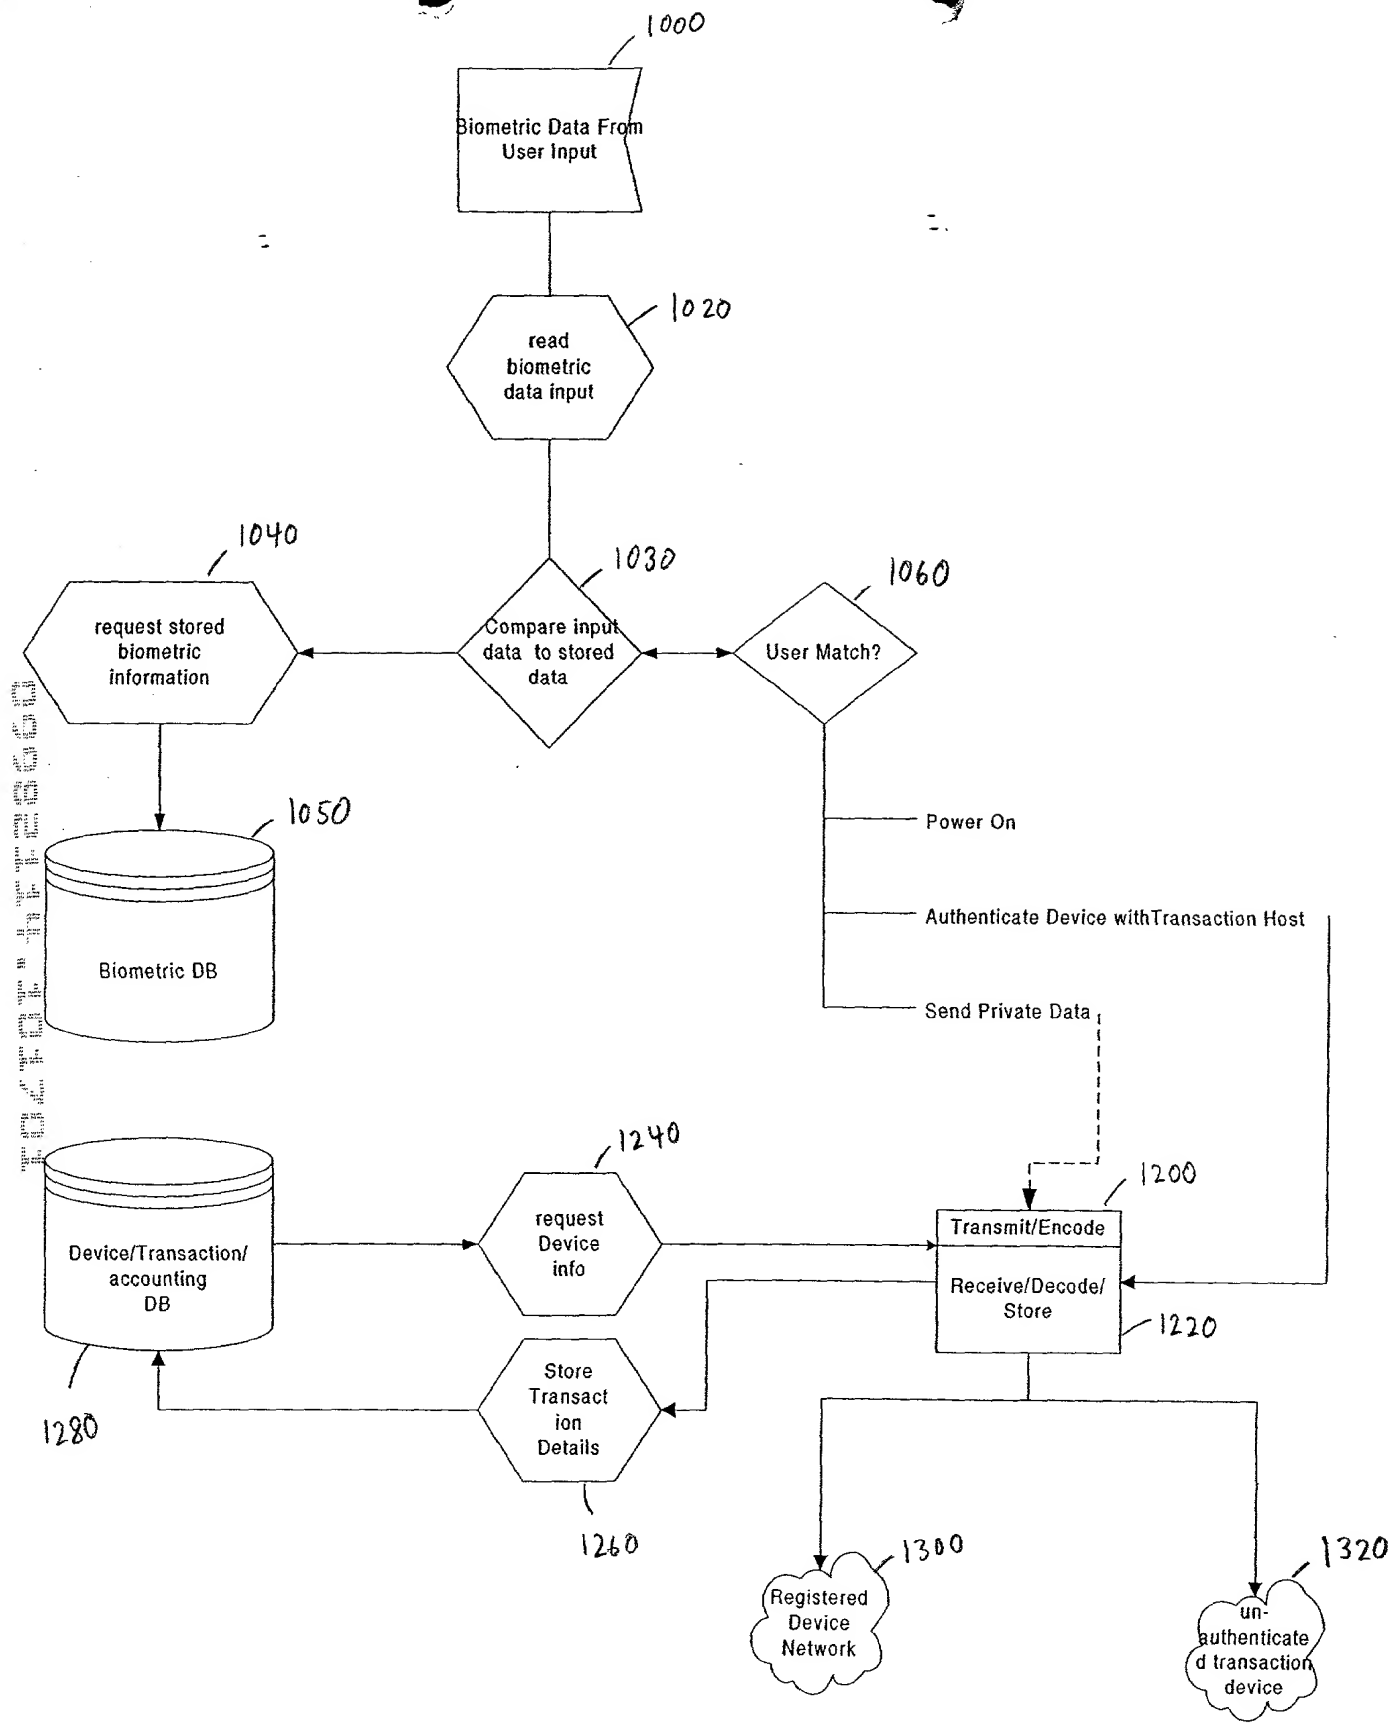 1000
Biometric Data From
User Input
1020
read
biometric
data input
1040
request stored
biometric
information
1030
Compare input
data to stored
data
1060
User Match?
1050
Biometric DB
Power On
Authenticate Device withTransaction Host
Send Private Data
1240
request
Device
info
1200
Transmit/Encode
Receive/Decode/
Store
1220
Device/Transaction/
accounting
DB
1280
Store
Transact
ion
Details
1260
1300
Registered
Device
Network
1320
un-
authenticate
d transaction
device